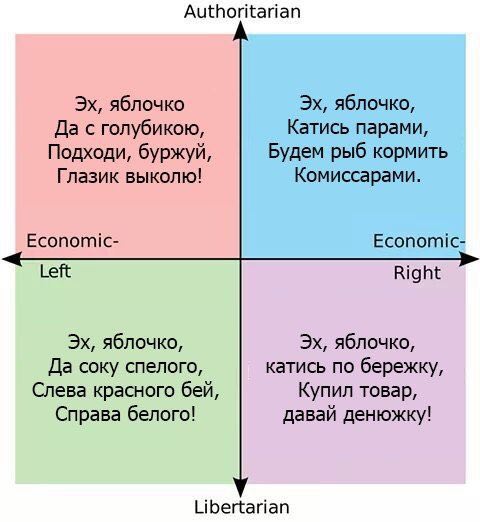 Authoritarian
Эх, яблочко
Да с голубикою,
Подходи, буржуй,
Глазик выколю!
Эх, яблочко,
Катись парами,
Будем рыб кормить
Комиссарами.
Economic-
Left
Economic-
Right
Эх, яблочко,
Да соку спелого,
Слева красного бей,
Справа белого!
Эх, яблочко,
катись по бережку,
Купил товар,
давай денюжку!
Libertarian